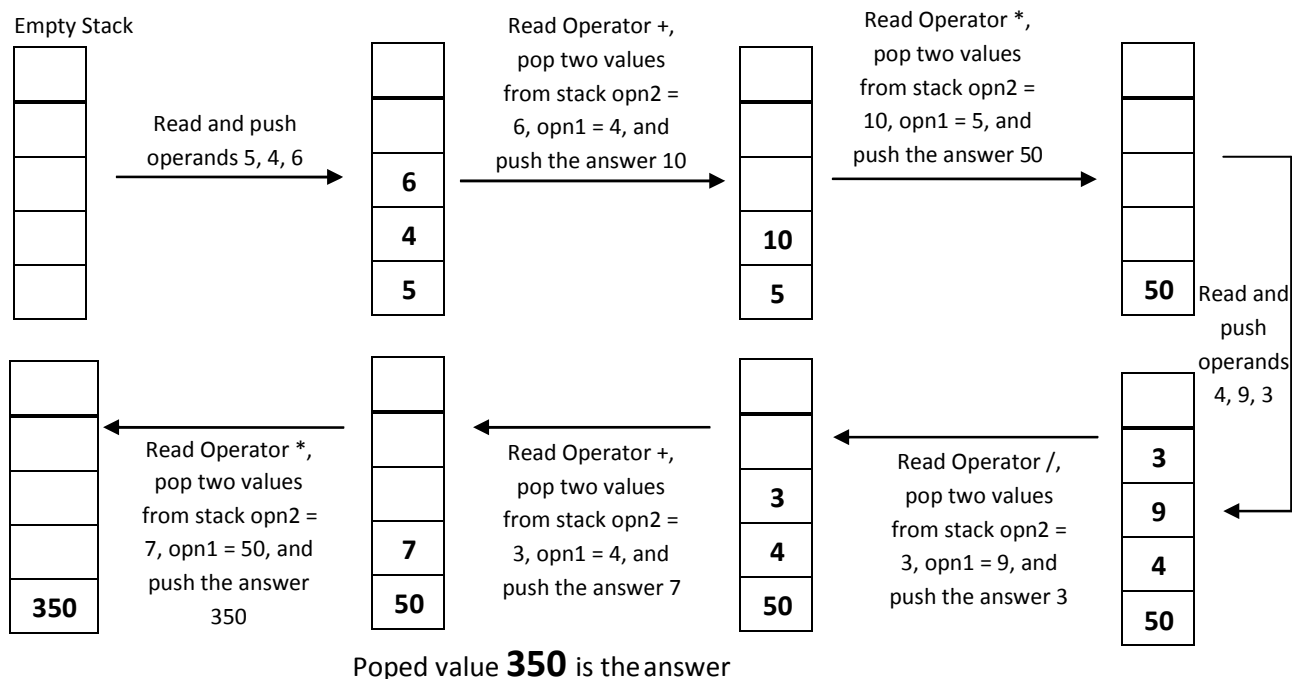 Empty Stack
Read and push
operands 5, 4, 6
6
4
5
Read Operator +,
pop two values
from stack opn2 =
6, opn1 = 4, and
push the answer 10
10
5
Read Operator *,
pop two values
from stack opn2 =
10, opn1 = 5, and
push the answer 50
50
Read and
push
operands
4, 9, 3
3
9
4
50
Read Operator /,
pop two values
from stack opn2 =
3, opn1 = 9, and
push the answer 3
3
4
50
Read Operator +,
pop two values
from stack opn2 =
3, opn1 = 4, and
push the answer 7
7
50
Read Operator *,
pop two values
from stack opn2 =
7, opn1 = 50, and
push the answer
350
350
Poped value 350 is the answer